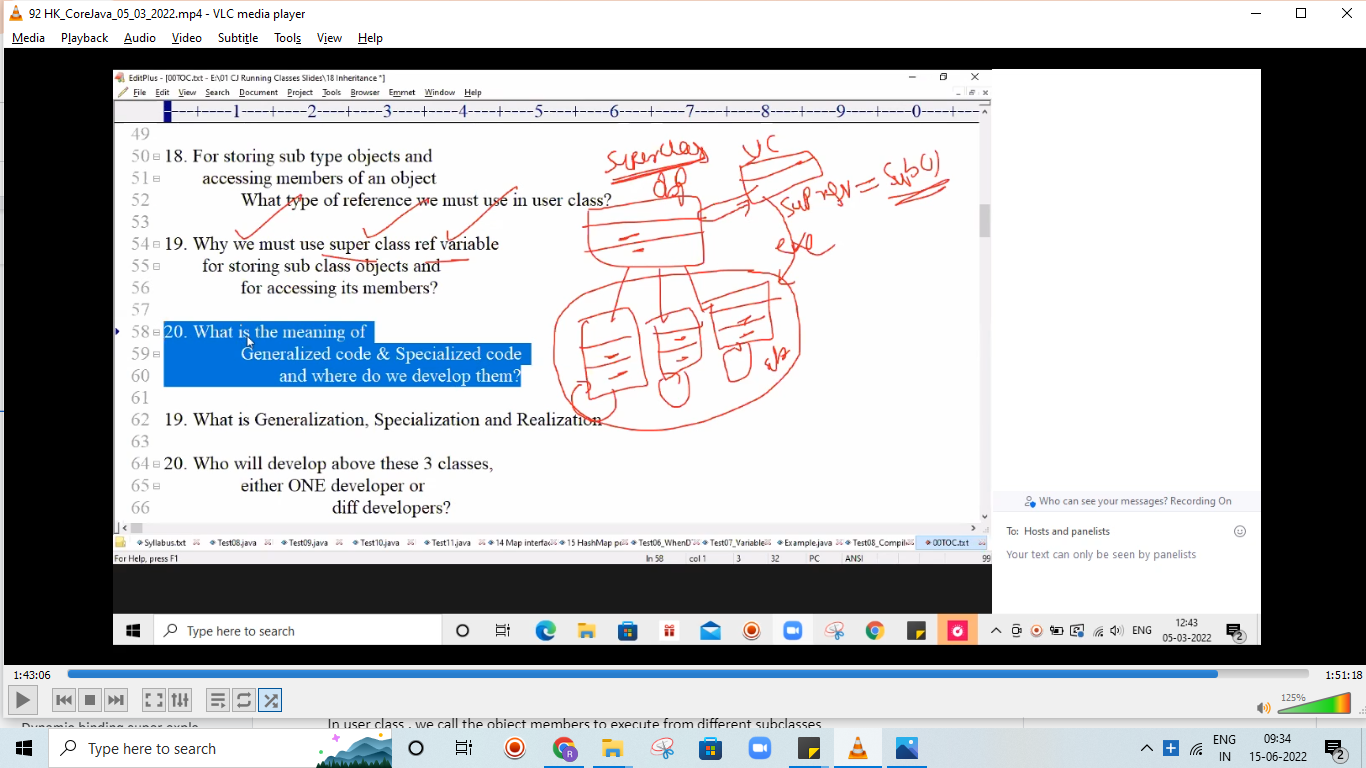 92 HK_CoreJava_05_03_2022.mp4 - VLC media player
Media Playback Audio Video Subtitle Tools View Help
EditPlus - [00TOC.txt - E:\01 CJ Running Classes Slides\18 Inheritance *]
File Edit View Search Document Project Tools Browser Emmet Window Help
----+----1----+----2----+----3----+----4----+----5----+----6----+----7----+----8----+----9----+----0----+----
49
50 18. For storing sub type objects and
51 accessing members of an object
52 What type of reference we must use in user class?
53
54 19. Why we must use super class ref variable
55 for storing sub class objects and
56 for accessing its members?
57
58 20. What is the meaning of
59 Generalized code & Specialized code
60 and where do we develop them?
61
62 19. What is Generalization, Specialization and Realization
63
64 20. Who will develop above these 3 classes,
65 either ONE developer or
66 diff developers?
Superclass
UC
exe
Syllabus.txt Test08.java Test09.java Test10.java Test11.java 14 Map interfac 15 HashMap p Test06_WhenD Test07_Variable Example.java Test08_Compil 00TOC.txt
For Help, press F1 ln 58 col 1 3 32 PC ANSI 99
Who can see your messages? Recording On
To: Hosts and panelists
Your text can only be seen by panelists
Type here to search
ENG
12:43
05-03-2022
2
1:43:06 1:51:18
125%
Dynamic binding super exple
In user class , we call the object members to execute from different subclasses
Type here to search
R
ENG
IN
09:34
15-06-2022
2